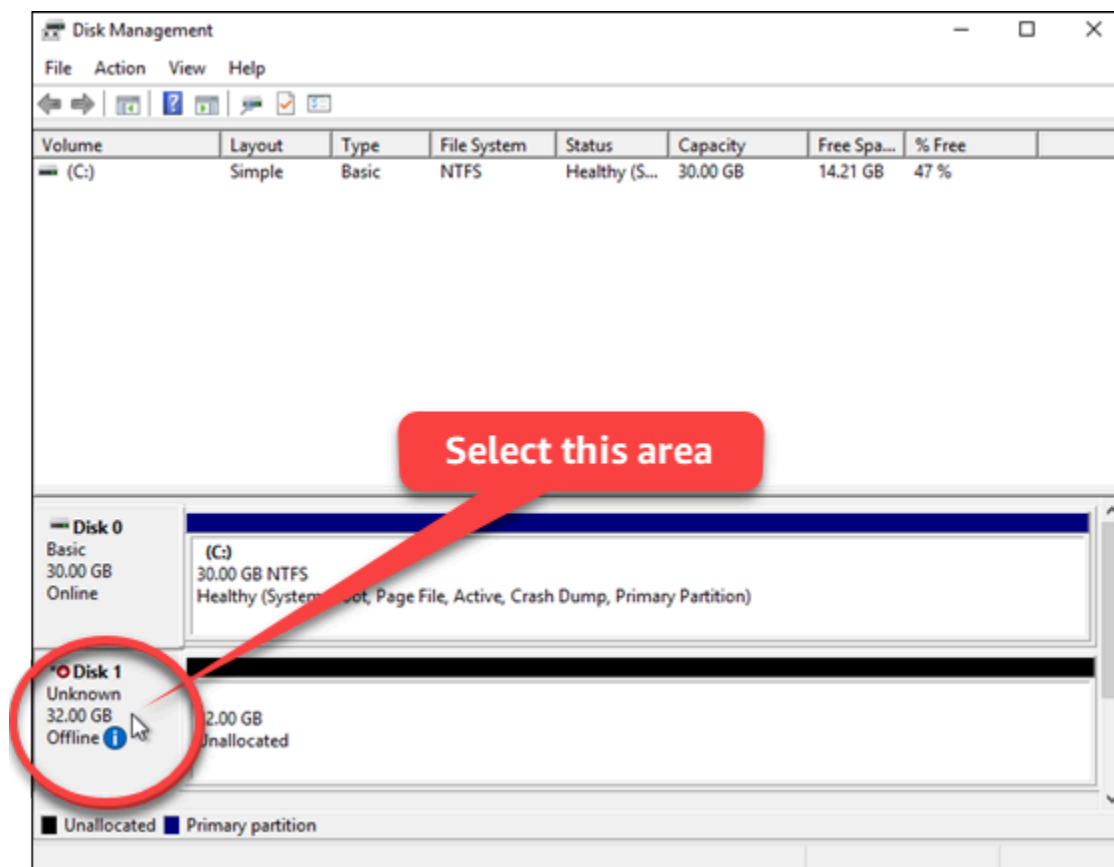 Disk Management
File Action View Help
Volume Layout Type File System Status Capacity Free Spa... % Free
(C:) Simple Basic NTFS Healthy (S... 30.00 GB 14.21 GB 47 %
Select this area
Disk 0
Basic
30.00 GB
Online
(C:)
30.00 GB NTFS
Healthy (System, Page File, Active, Crash Dump, Primary Partition)
Disk 1
Unknown
32.00 GB
Offline
2.00 GB
Unallocated
Unallocated Primary partition